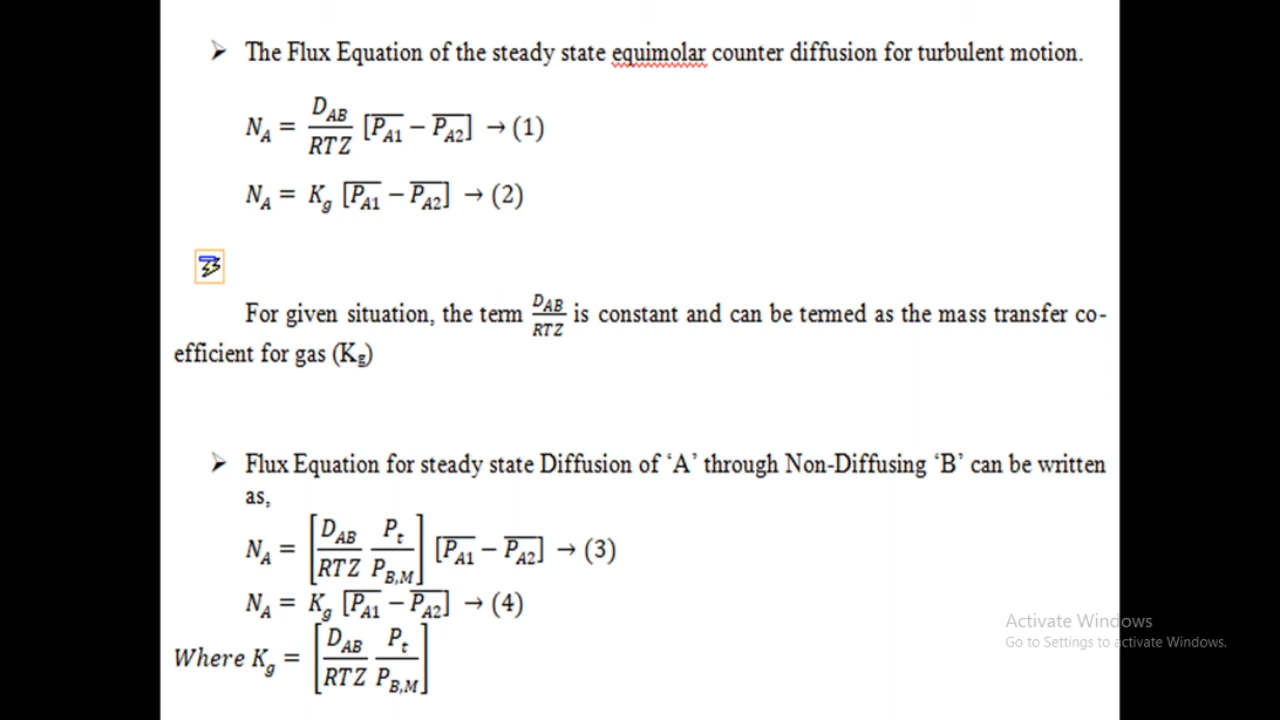 ➢ The Flux Equation of the steady state equimolar counter diffusion for turbulent motion.
N_A = D_AB/RTZ [P̅_A1 − P̅_A2] → (1)
N_A = K_g [P̅_A1 − P̅_A2] → (2)
For given situation, the term D_AB/RTZ is constant and can be termed as the mass transfer co-
efficient for gas (Kg)
➢ Flux Equation for steady state Diffusion of ‘A’ through Non-Diffusing ‘B’ can be written
as,
N_A = [D_AB/RTZ P_t/P_B,M] [P̅_A1 − P̅_A2] → (3)
N_A = K_g [P̅_A1 − P̅_A2] → (4)
Where K_g = [D_AB/RTZ P_t/P_B,M]
Activate Windows
Go to Settings to activate Windows.